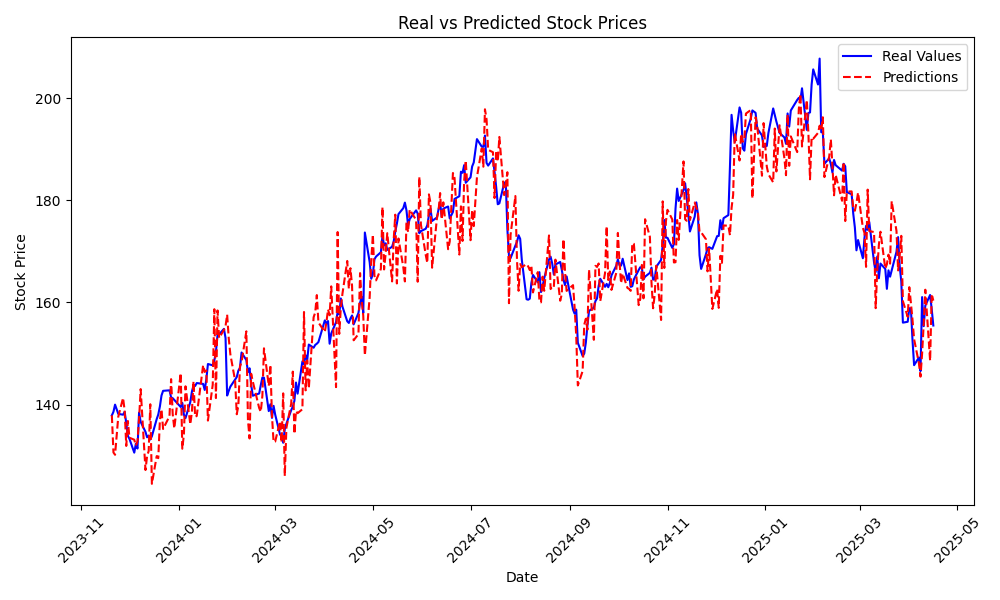 Real vs Predicted Stock Prices
Real Values
Predictions
Stock Price
200
180
160
140
2023-11
2024-01
2024-03
2024-05
2024-07
2024-09
2024-11
2025-01
2025-03
2025-05
Date